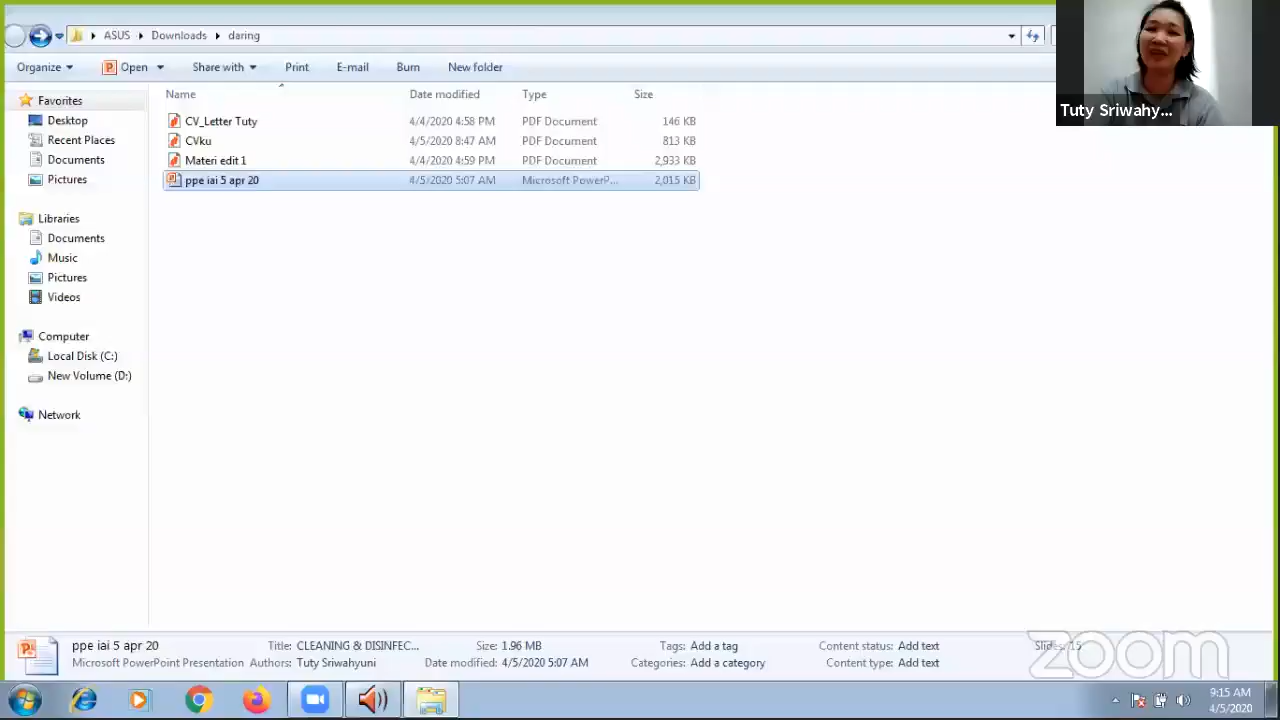 ASUS Downloads daring
Organize Open Share with Print E-mail Burn New folder
Tuty Sriwahy...
Name Date modified Type Size
Favorites
Desktop
Recent Places
Documents
Pictures
Libraries
Documents
Music
Pictures
Videos
Computer
Local Disk (C:)
New Volume (D:)
Network
CV_Letter Tuty 4/4/2020 4:58 PM PDF Document 146 KB
CVku 4/5/2020 8:47 AM PDF Document 813 KB
Materi edit 1 4/4/2020 4:59 PM PDF Document 2,933 KB
ppe iai 5 apr 20 4/5/2020 5:07 AM Microsoft PowerP... 2,015 KB
ppe iai 5 apr 20 Title: CLEANING & DISINFEC... Size: 1.96 MB Tags: Add a tag Content status: Add text Slides: 15
Microsoft PowerPoint Presentation Authors: Tuty Sriwahyuni Date modified: 4/5/2020 5:07 AM Categories: Add a category Content type: Add text
zoom
9:15 AM
4/5/2020